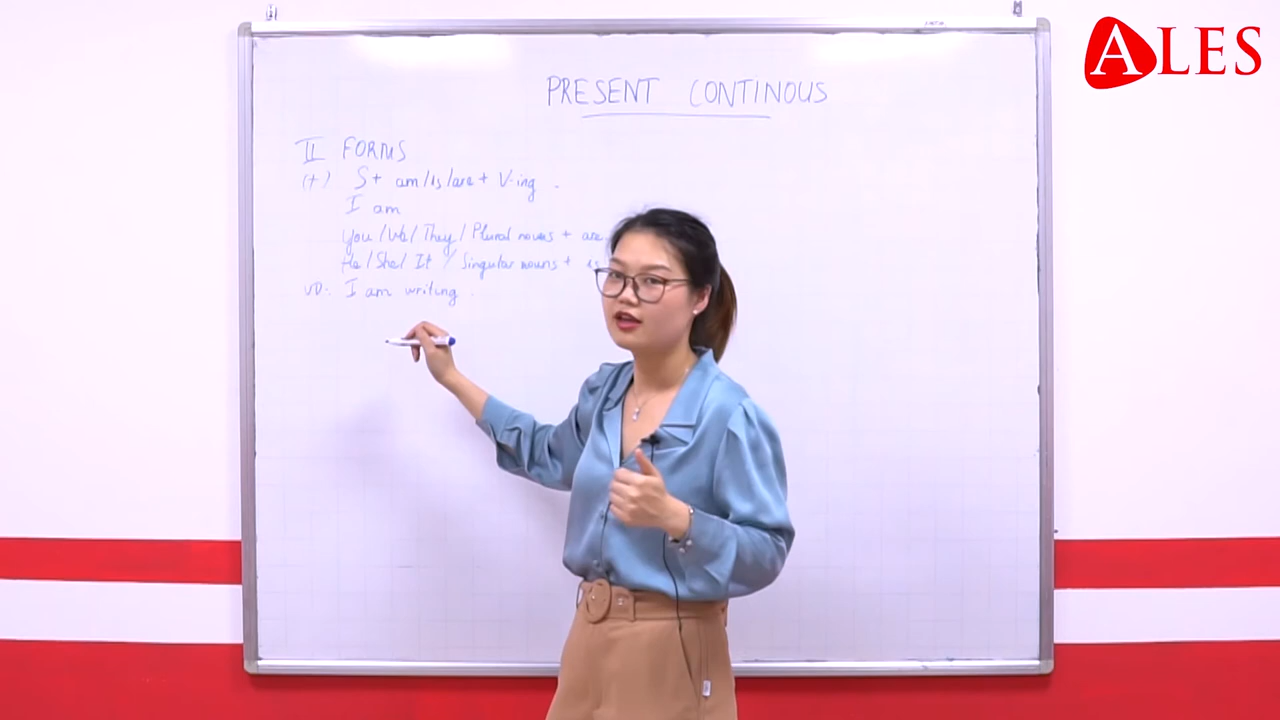 ALES
PRESENT CONTINOUS
II FORMS
(+) S + am/is/are + V-ing.
I am
You/We/They/Plural nouns + are
He/She/It/Singular nouns + is
VD: I am writing.